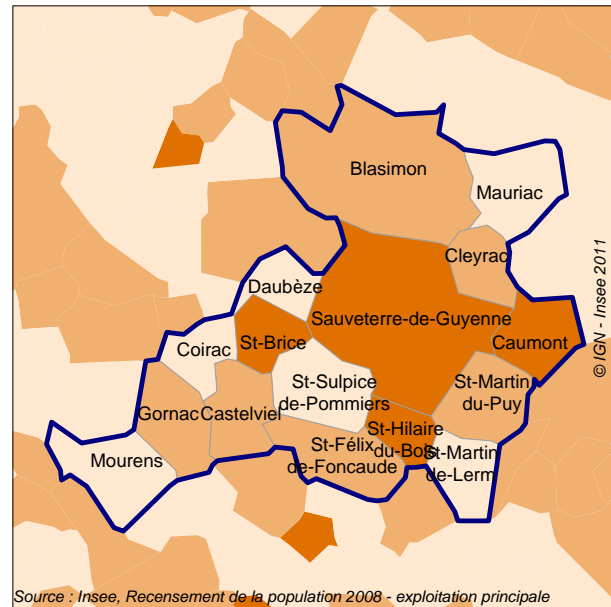 Blasimon
Mauriac
Cleyrac
Daubèze
Sauveterre-de-Guyenne
St-Brice
Caumont
Coirac
St-Sulpice
de-Pommiers
St-Martin
du-Puy
Gornac
Castelviel
St-Hilaire
du-Bois
St-Félix
de-Foncaude
St-Martin
de-Lerm
Mourens
© IGN - Insee 2011
Source : Insee, Recensement de la population 2008 - exploitation principale